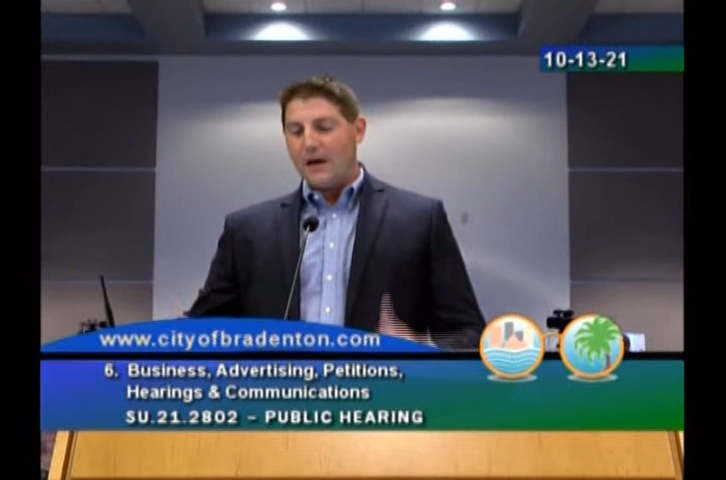 10-13-21
www.cityofbradenton.com
6. Business, Advertising, Petitions,
Hearings & Communications
SU.21.2802 – PUBLIC HEARING